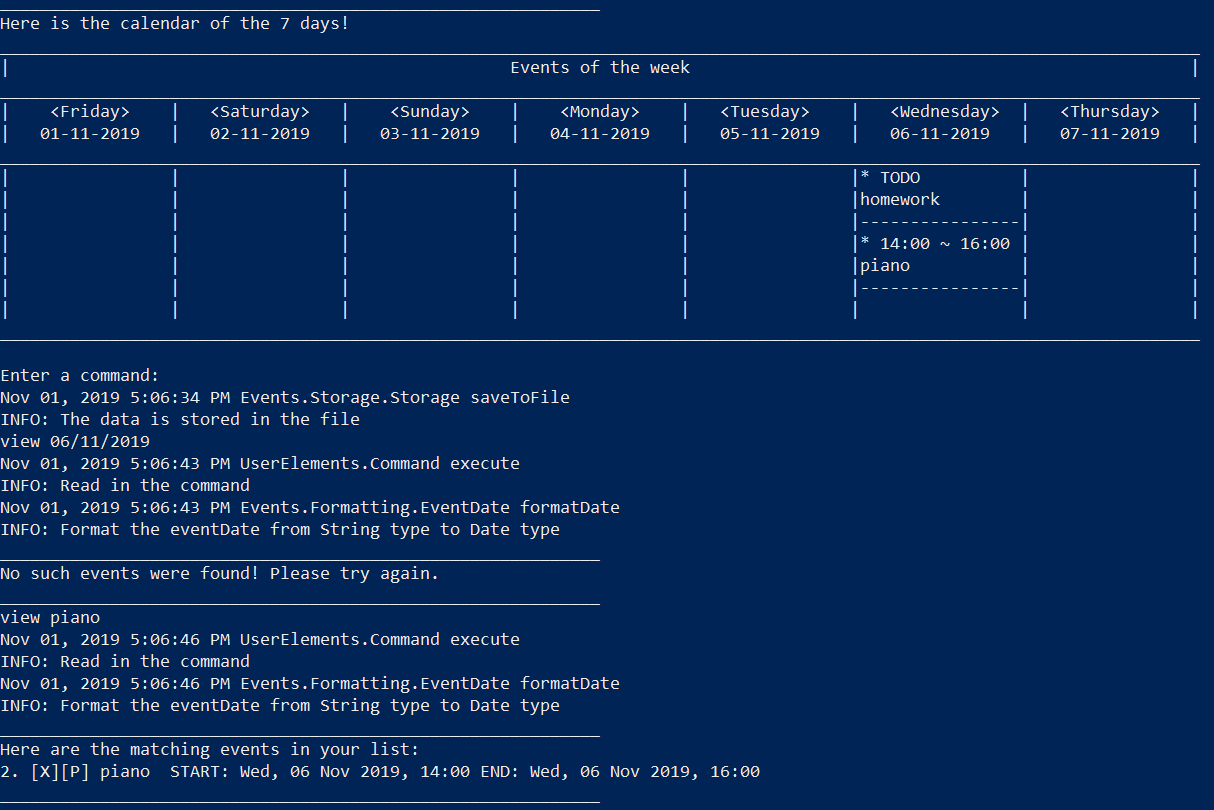 Here is the calendar of the 7 days!
| Events of the week |
| <Friday> | <Saturday> | <Sunday> | <Monday> | <Tuesday> | <Wednesday> | <Thursday> |
| 01-11-2019 | 02-11-2019 | 03-11-2019 | 04-11-2019 | 05-11-2019 | 06-11-2019 | 07-11-2019 |
| | | | | |* TODO | |
| | | | | |homework | |
| | | | | |----------------| |
| | | | | |* 14:00 ~ 16:00 | |
| | | | | |piano | |
| | | | | |----------------| |
| | | | | | | |
Enter a command:
Nov 01, 2019 5:06:34 PM Events.Storage.Storage saveToFile
INFO: The data is stored in the file
view 06/11/2019
Nov 01, 2019 5:06:43 PM UserElements.Command execute
INFO: Read in the command
Nov 01, 2019 5:06:43 PM Events.Formatting.EventDate formatDate
INFO: Format the eventDate from String type to Date type
No such events were found! Please try again.
view piano
Nov 01, 2019 5:06:46 PM UserElements.Command execute
INFO: Read in the command
Nov 01, 2019 5:06:46 PM Events.Formatting.EventDate formatDate
INFO: Format the eventDate from String type to Date type
Here are the matching events in your list:
2. [X][P] piano  START: Wed, 06 Nov 2019, 14:00 END: Wed, 06 Nov 2019, 16:00